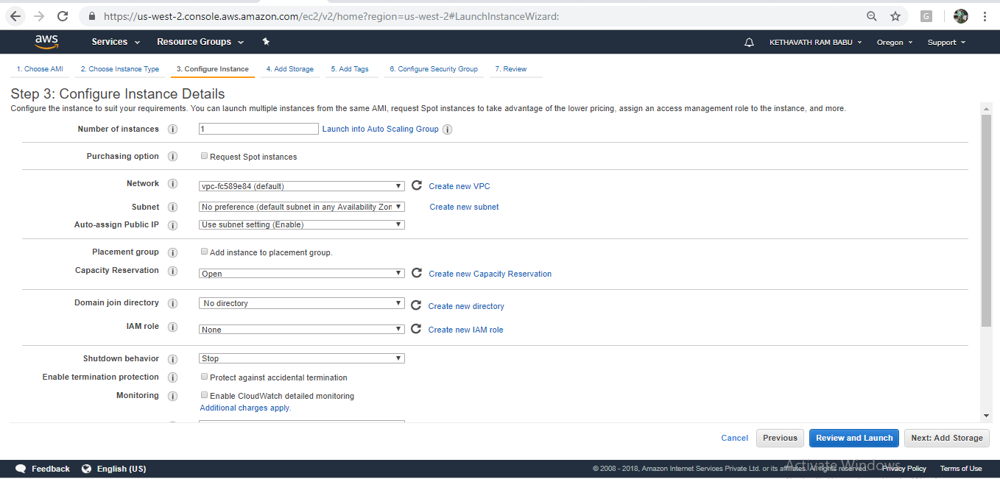 https://us-west-2.console.aws.amazon.com/ec2/v2/home?region=us-west-2#LaunchInstanceWizard:
G
aws Services Resource Groups KETHAVATH RAM BABU Oregon Support
1. Choose AMI 2. Choose Instance Type 3. Configure Instance 4. Add Storage 5. Add Tags 6. Configure Security Group 7. Review
Step 3: Configure Instance Details
Configure the instance to suit your requirements. You can launch multiple instances from the same AMI, request Spot instances to take advantage of the lower pricing, assign an access management role to the instance, and more.
Number of instances i 1 Launch into Auto Scaling Group i
Purchasing option i Request Spot instances
Network i vpc-fc589e84 (default) Create new VPC
Subnet i No preference (default subnet in any Availability Zon Create new subnet
Auto-assign Public IP i Use subnet setting (Enable)
Placement group i Add instance to placement group.
Capacity Reservation i Open Create new Capacity Reservation
Domain join directory i No directory Create new directory
IAM role i None Create new IAM role
Shutdown behavior i Stop
Enable termination protection i Protect against accidental termination
Monitoring i Enable CloudWatch detailed monitoring
Additional charges apply.
Cancel Previous Review and Launch Next: Add Storage
Feedback English (US) © 2008 - 2018, Amazon Internet Services Private Ltd. or its affiliates. All rights reserved. Privacy Policy Terms of Use
Activate Windows